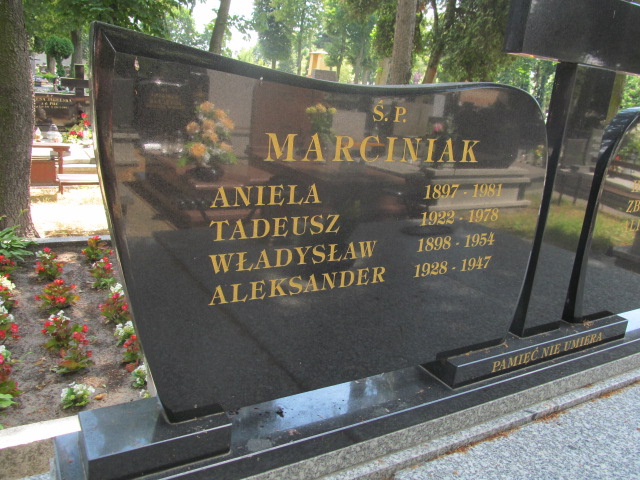 Ś. P.
MARCINIAK
ANIELA 1897 - 1981
TADEUSZ 1922 - 1978
WŁADYSŁAW 1898 - 1954
ALEKSANDER 1928 - 1947
PAMIĘĆ NIE UMIERA